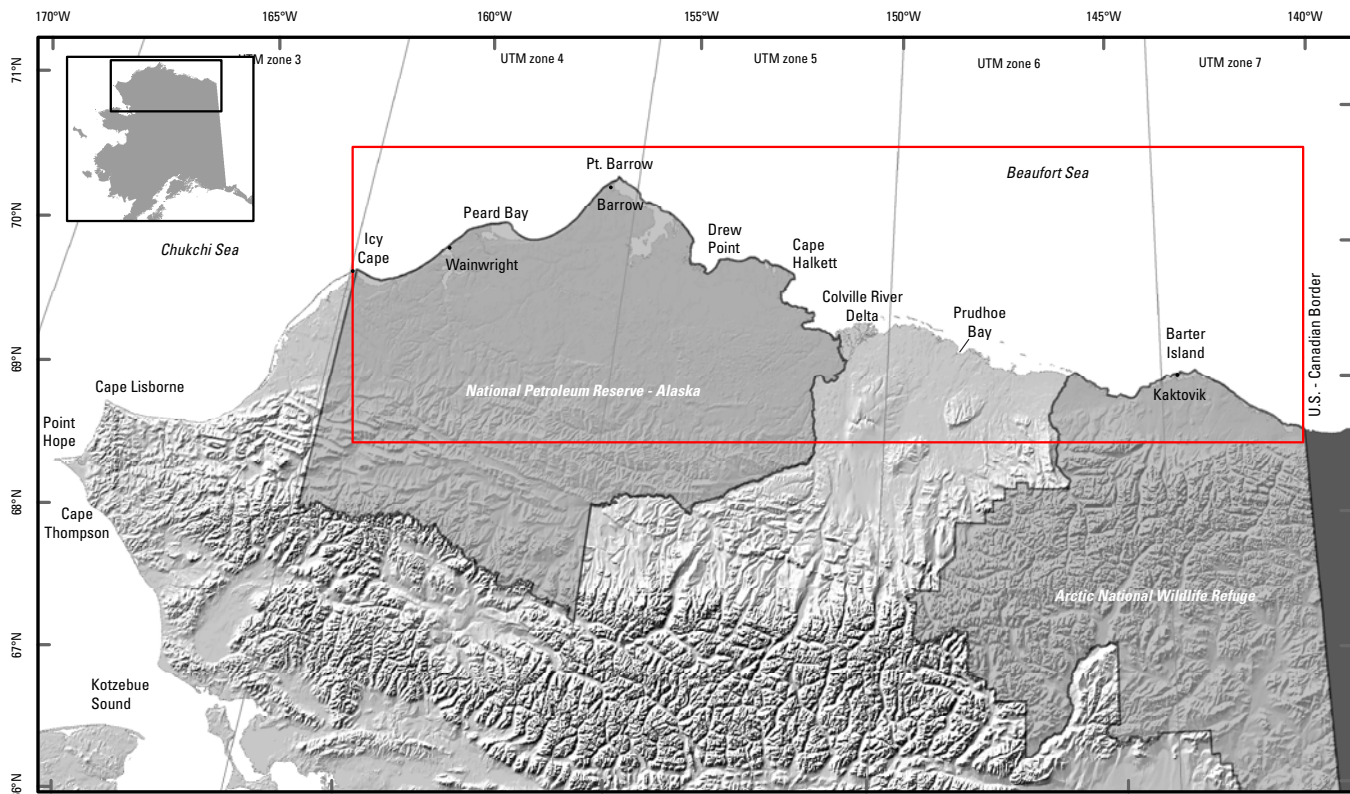 170°W
165°W
160°W
155°W
150°W
145°W
140°W
UTM zone 3
UTM zone 4
UTM zone 5
UTM zone 6
UTM zone 7
71°N
70°N
69°N
68°N
67°N
6°N
Pt. Barrow
Barrow
Beaufort Sea
Peard Bay
Chukchi Sea
Icy
Cape
Wainwright
Drew
Point
Cape
Halkett
Colville River
Delta
Prudhoe
Bay
Barter
Island
Kaktovik
U.S. - Canadian Border
National Petroleum Reserve - Alaska
Cape Lisborne
Point
Hope
Cape
Thompson
Arctic National Wildlife Refuge
Kotzebue
Sound